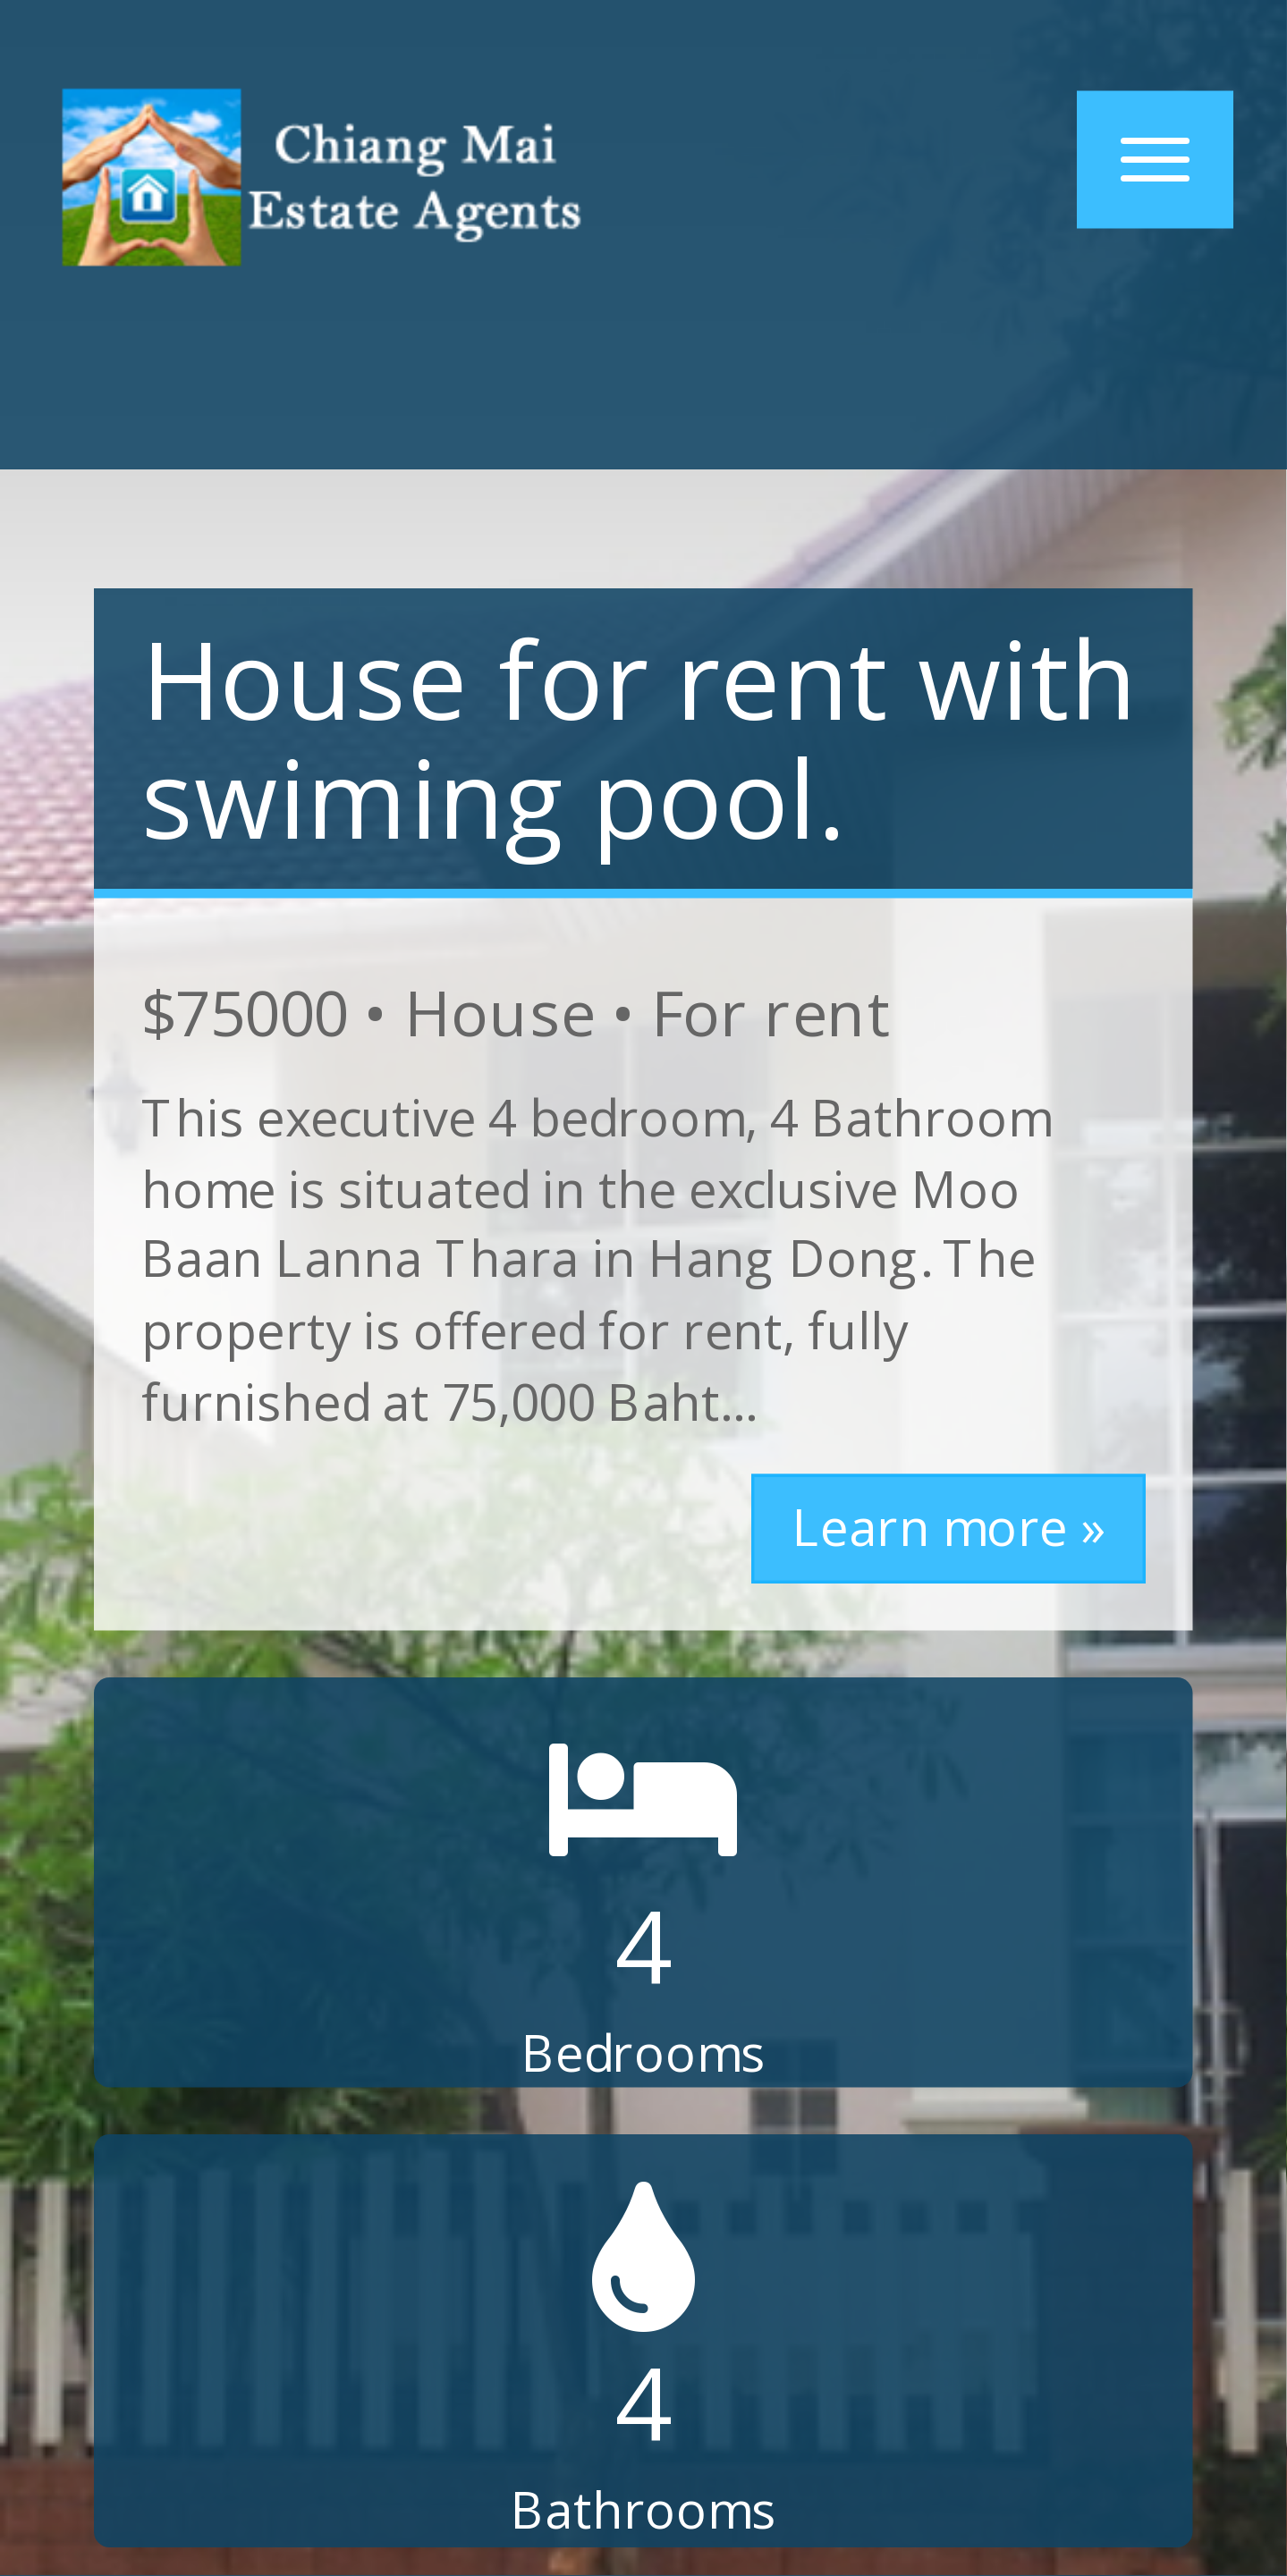 Chiang Mai
Estate Agents
House for rent with
swiming pool.
$75000 • House • For rent
This executive 4 bedroom, 4 Bathroom
home is situated in the exclusive Moo
Baan Lanna Thara in Hang Dong. The
property is offered for rent, fully
furnished at 75,000 Baht...
Learn more »
4
Bedrooms
4
Bathrooms